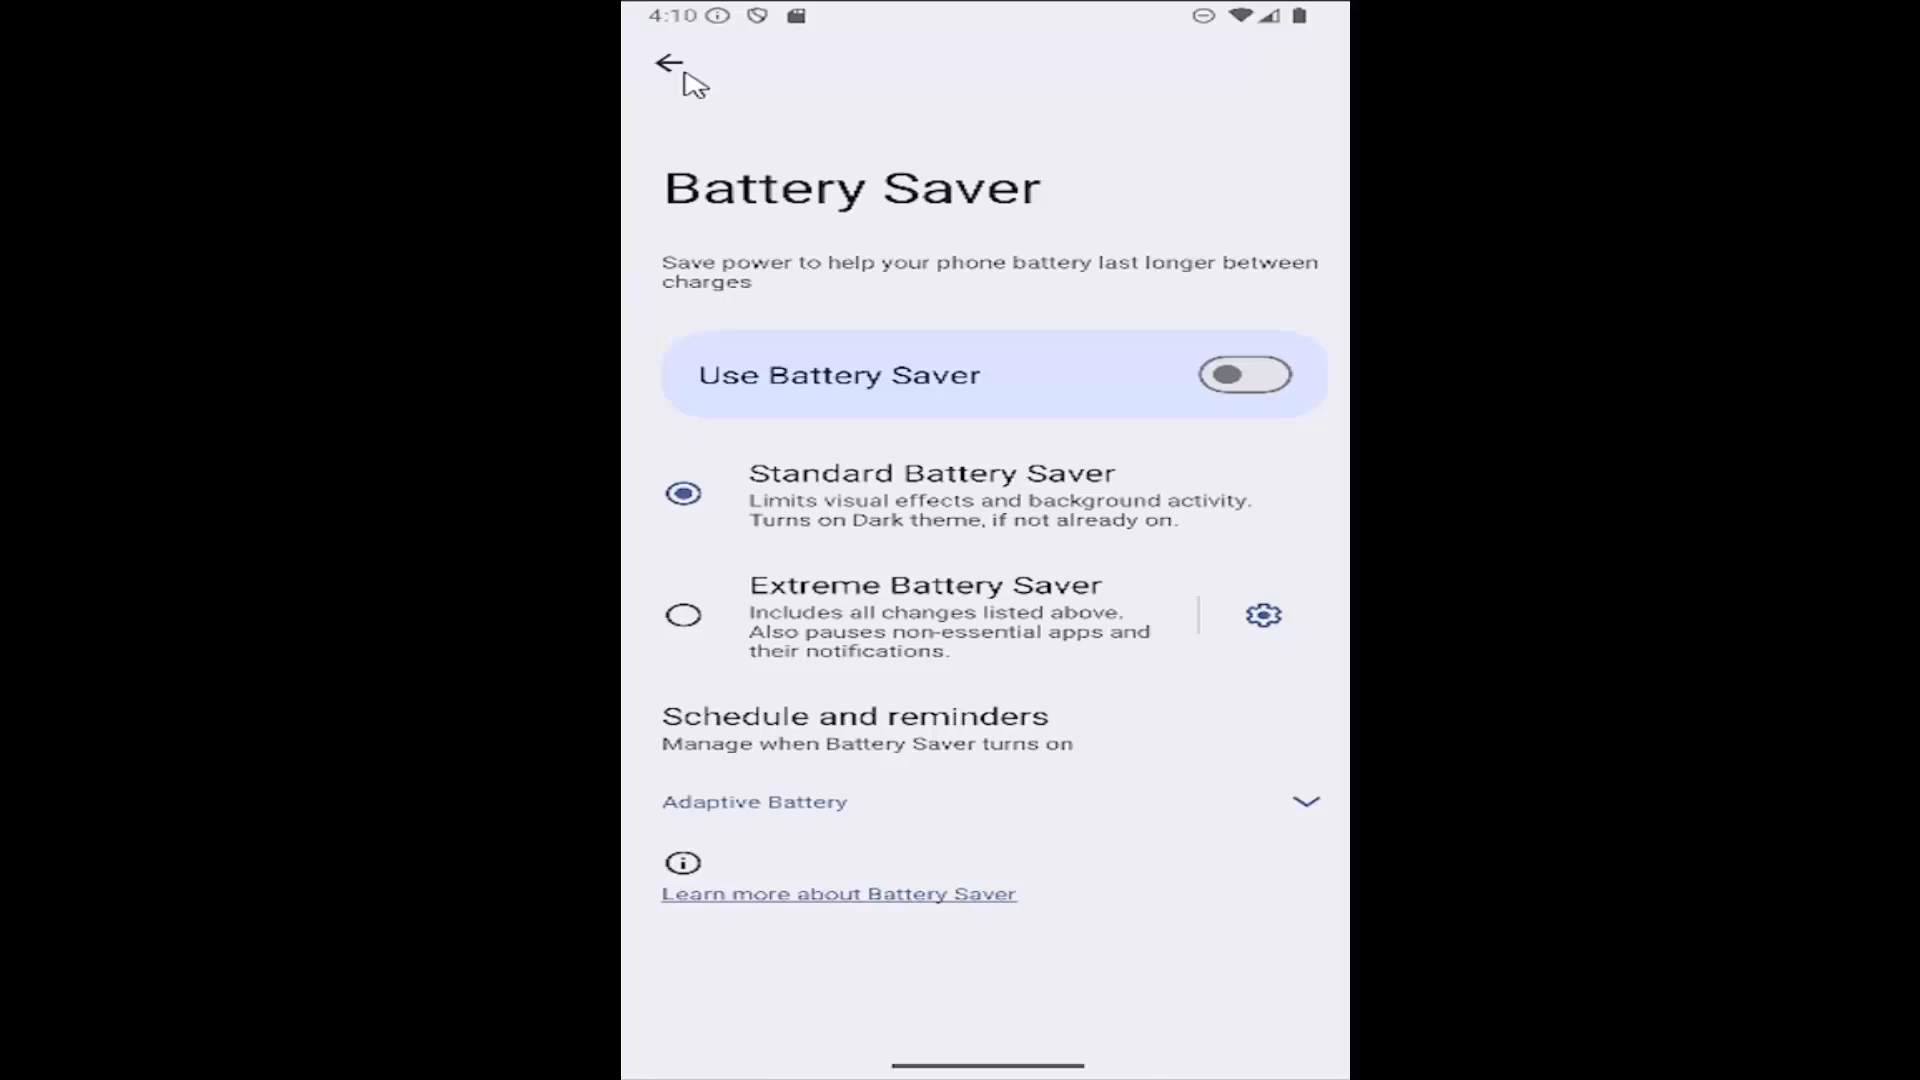 4:10
Battery Saver
Save power to help your phone battery last longer between
charges
Use Battery Saver
Standard Battery Saver
Limits visual effects and background activity.
Turns on Dark theme, if not already on.
Extreme Battery Saver
Includes all changes listed above.
Also pauses non-essential apps and
their notifications.
Schedule and reminders
Manage when Battery Saver turns on
Adaptive Battery
Learn more about Battery Saver